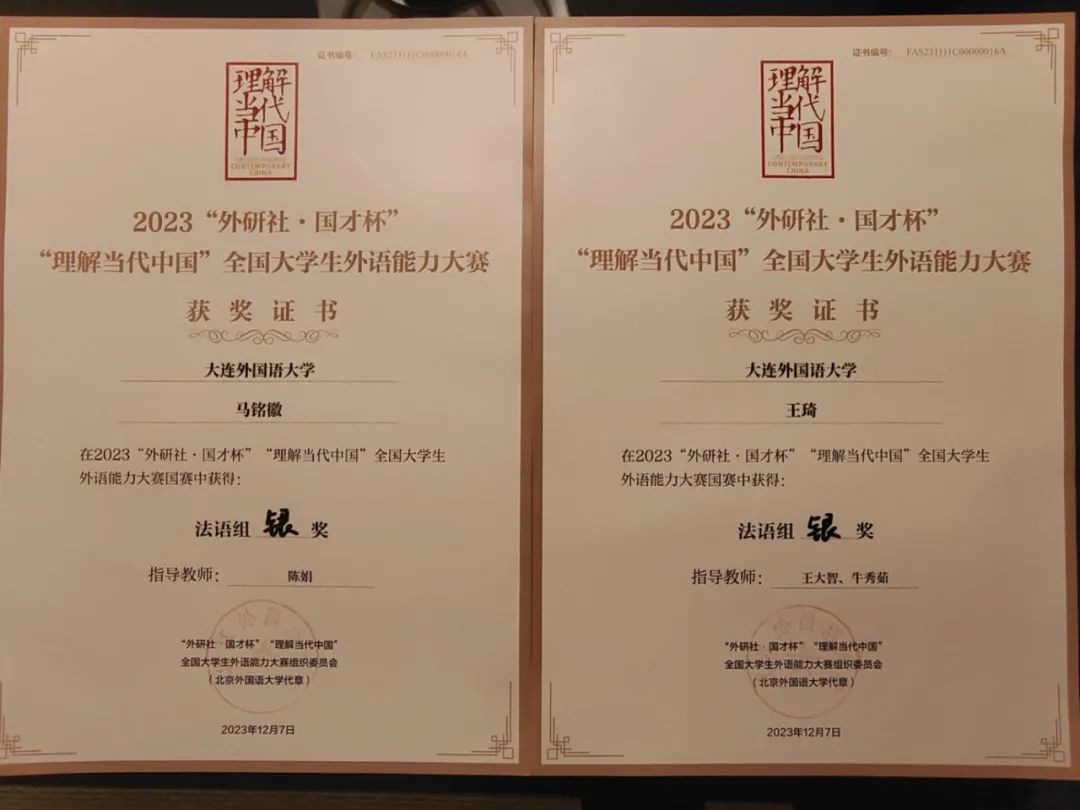 证书编号：
理解
当代
中国
CONTEMPORARY
CHINA
2023“外研社·国才杯”
“理解当代中国”全国大学生外语能力大赛
获奖证书
大连外国语大学
马铭徽
在2023“外研社·国才杯”“理解当代中国”全国大学生
外语能力大赛国赛中获得：
法语组 银 奖
指导教师： 陈娟
“外研社·国才杯”“理解当代中国”
全国大学生外语能力大赛组织委员会
（北京外国语大学代章）
2023年12月7日
证书编号： FAS231111C00000016A
理解
当代
中国
UNDERSTANDING
CONTEMPORARY
CHINA
2023“外研社·国才杯”
“理解当代中国”全国大学生外语能力大赛
获奖证书
大连外国语大学
王琦
在2023“外研社·国才杯”“理解当代中国”全国大学生
外语能力大赛国赛中获得：
法语组 银 奖
指导教师： 王大智、牛秀茹
“外研社·国才杯”“理解当代中国”
全国大学生外语能力大赛组织委员会
（北京外国语大学代章）
2023年12月7日